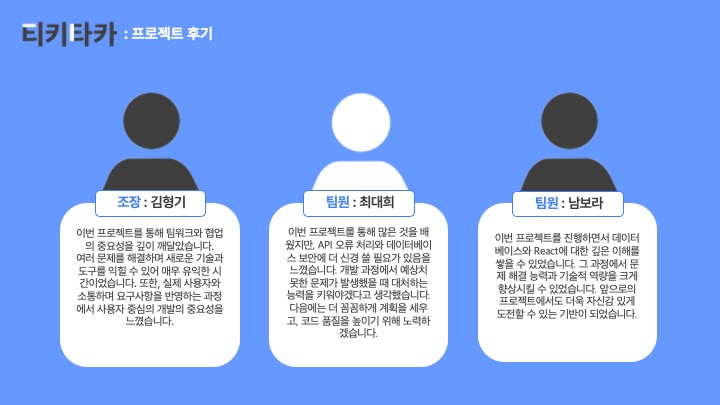 티키타카 : 프로젝트 후기
조장 : 김형기
이번 프로젝트를 통해 팀워크와 협업
의 중요성을 깊이 깨달았습니다.
여러 문제를 해결하며 새로운 기술과
도구를 익힐 수 있어 매우 유익한 시
간이었습니다. 또한, 실제 사용자와
소통하며 요구사항을 반영하는 과정
에서 사용자 중심의 개발의 중요성을
느꼈습니다.
팀원 : 최대희
이번 프로젝트를 통해 많은 것을 배
웠지만, API 오류 처리와 데이터베이
스 보안에 더 신경 쓸 필요가 있음을
느꼈습니다. 개발 과정에서 예상치
못한 문제가 발생했을 때 대처하는
능력을 키워야겠다고 생각했습니다.
다음에는 더 꼼꼼하게 계획을 세우
고, 코드 품질을 높이기 위해 노력하
겠습니다.
팀원 : 남보라
이번 프로젝트를 진행하면서 데이터
베이스와 React에 대한 깊은 이해를
쌓을 수 있었습니다. 그 과정에서 문
제 해결 능력과 기술적 역량을 크게
향상시킬 수 있었습니다. 앞으로의
프로젝트에서도 더욱 자신감 있게
도전할 수 있는 기반이 되었습니다.